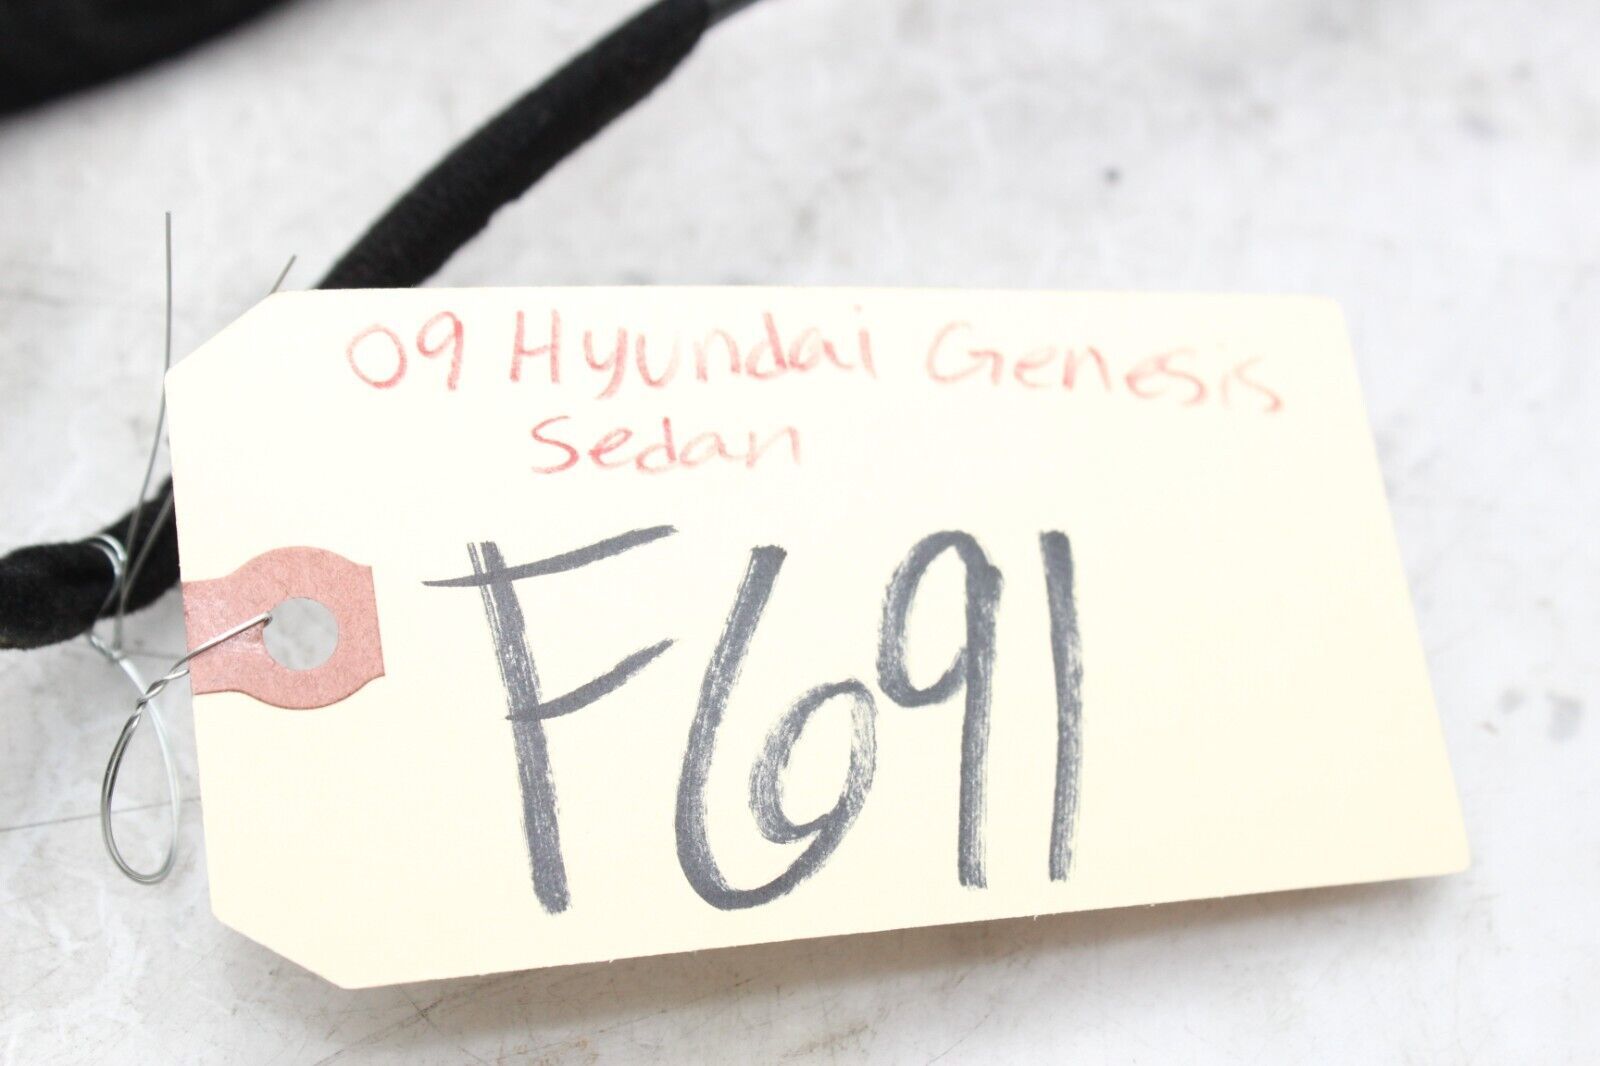 09 Hyundai Genesis
Sedan
F691